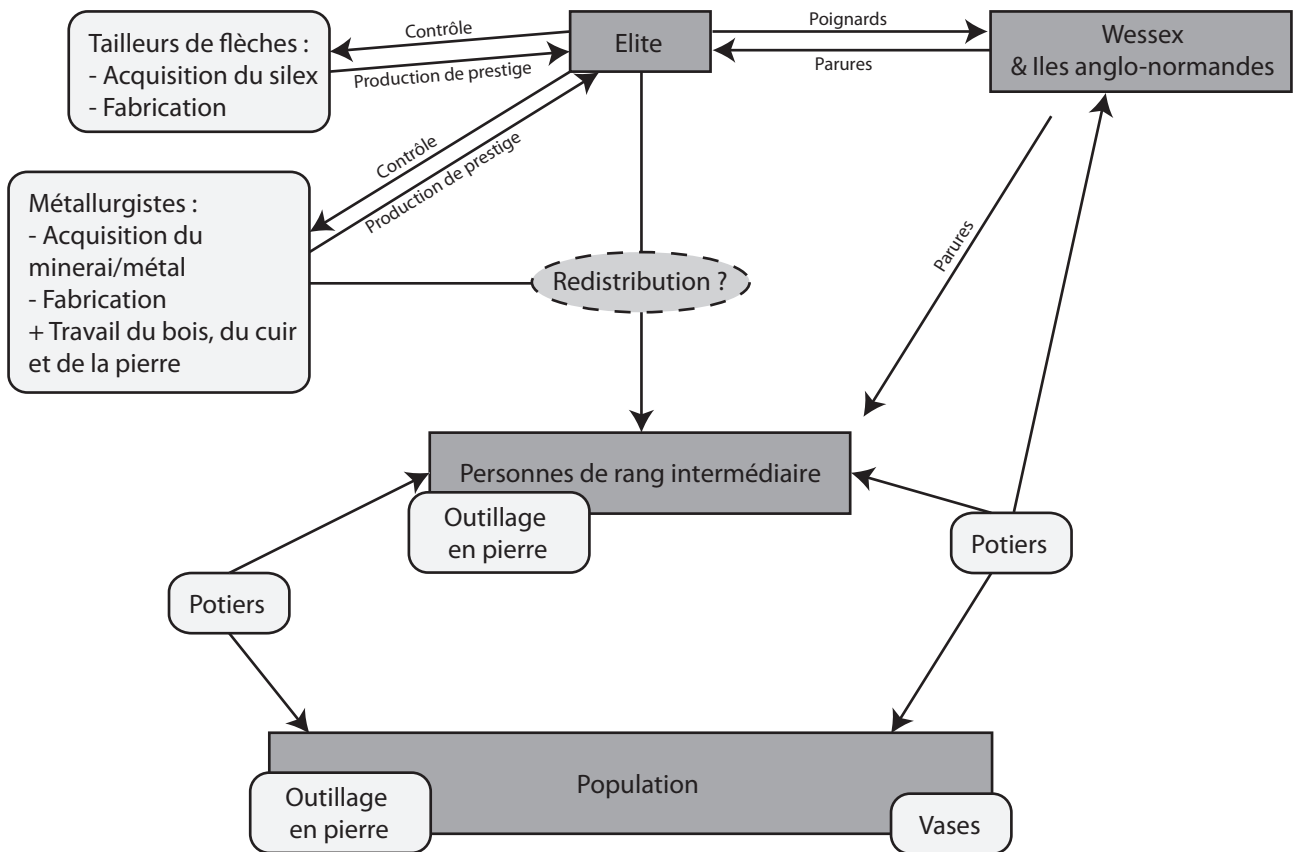 Tailleurs de flèches :
- Acquisition du silex
- Fabrication
Contrôle
Production de prestige
Elite
Poignards
Parures
Wessex
& Iles anglo-normandes
Métallurgistes :
- Acquisition du
minerai/métal
- Fabrication
+ Travail du bois, du cuir
et de la pierre
Contrôle
Production de prestige
Redistribution ?
Parures
Personnes de rang intermédiaire
Outillage
en pierre
Potiers
Potiers
Population
Outillage
en pierre
Vases